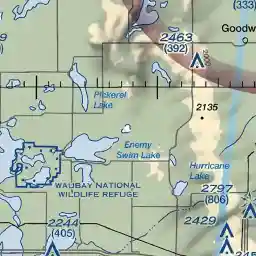 (333)
Goodw
2463
(392)
Pickerel
Lake
2135
Enemy
Swim Lake
Hurricane
Lake
WAUBAY NATIONAL
WILDLIFE REFUGE
2797
(806)
2244
(405)
2429